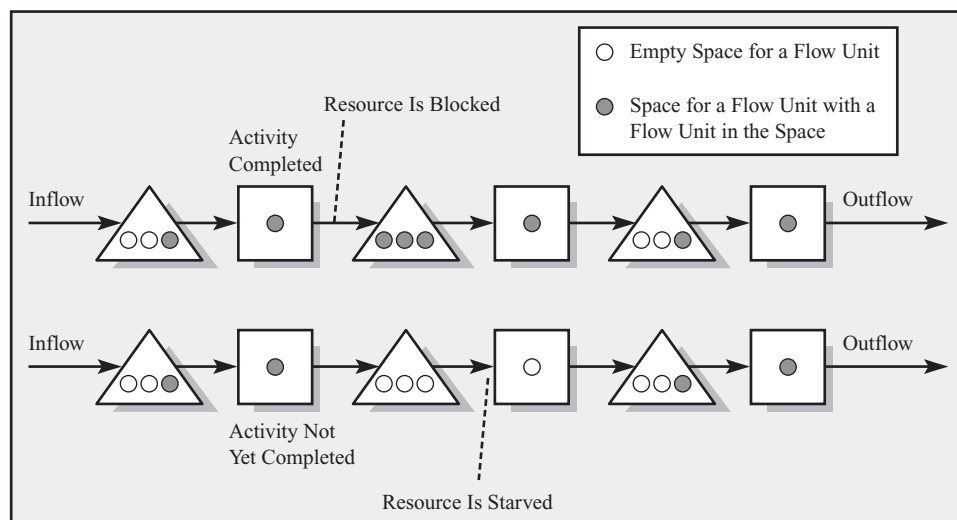 Empty Space for a Flow Unit
Space for a Flow Unit with a
Flow Unit in the Space
Resource Is Blocked
Activity
Completed
Inflow
Outflow
Inflow
Outflow
Activity Not
Yet Completed
Resource Is Starved